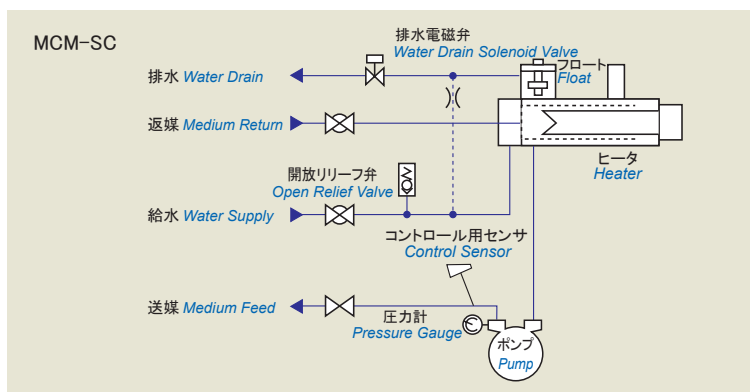 MCM-SC
排水電磁弁
Water Drain Solenoid Valve
排水 Water Drain
フロート
Float
返媒 Medium Return
ヒータ
Heater
開放リリーフ弁
Open Relief Valve
給水 Water Supply
コントロール用センサ
Control Sensor
送媒 Medium Feed
圧力計
Pressure Gauge
ポンプ
Pump